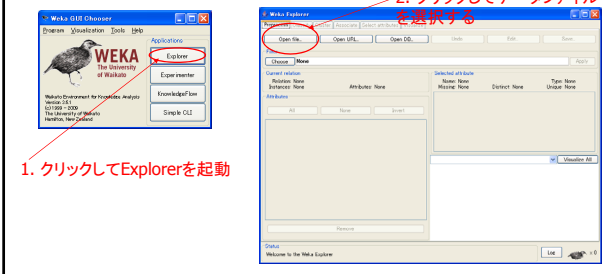 Weka GUI Chooser
Program Visualization Tools Help
WEKA
The University
of Waikato
Waikato Environment for Knowledge Analysis
Version 3.5.1
(c) 1999 - 2009
The University of Waikato
Hamilton, New Zealand
Applications
Explorer
Experimenter
KnowledgeFlow
Simple CLI
1. クリックしてExplorerを起動
Weka Explorer
を選択する
Open file...
Open URL...
Open DB...
Undo
Edit...
Save...
Choose None
Apply
Current relation
Relation: None
Instances: None
Attributes: None
Attributes
All
None
Invert
Remove
Selected attribute
Name: None
Type: None
Missing: None
Distinct: None
Unique: None
Visualize All
Status
Welcome to the Weka Explorer
Log
x 0